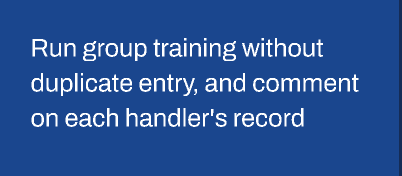 Run group training without
duplicate entry, and comment
on each handler's record